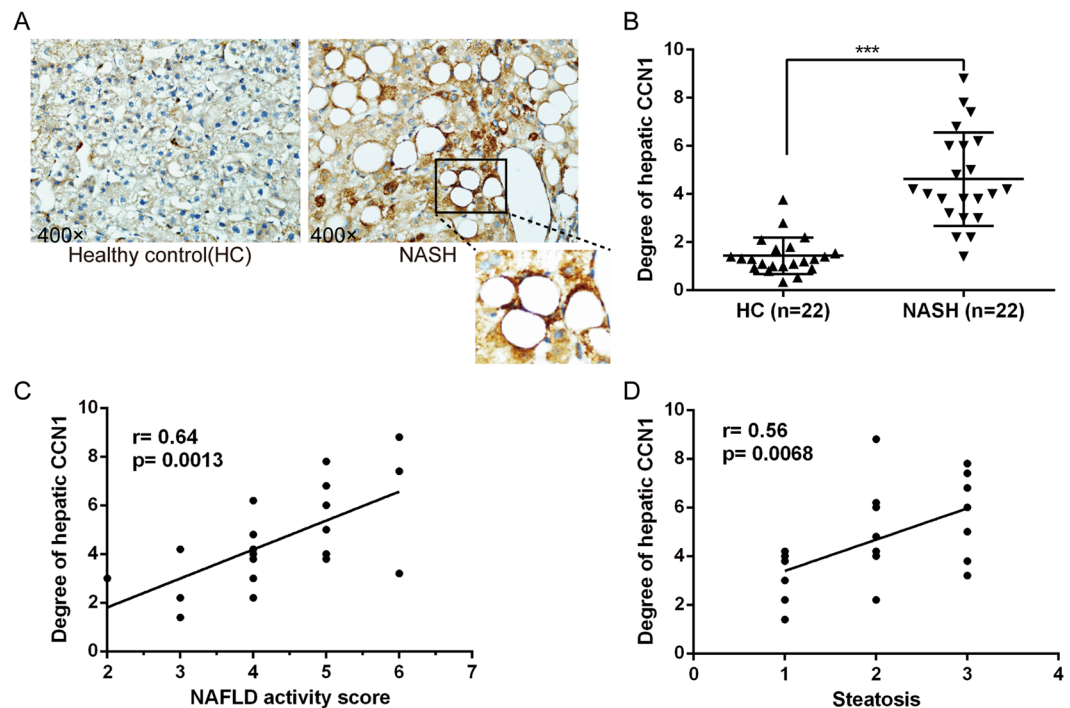 A
400×
Healthy control(HC)
400×
NASH
B
Degree of hepatic CCN1
10
8
6
4
2
0
***
HC (n=22)
NASH (n=22)
C
Degree of hepatic CCN1
10
8
6
4
2
0
r= 0.64
p= 0.0013
2 3 4 5 6 7
NAFLD activity score
D
Degree of hepatic CCN1
10
8
6
4
2
0
r= 0.56
p= 0.0068
0 1 2 3 4
Steatosis